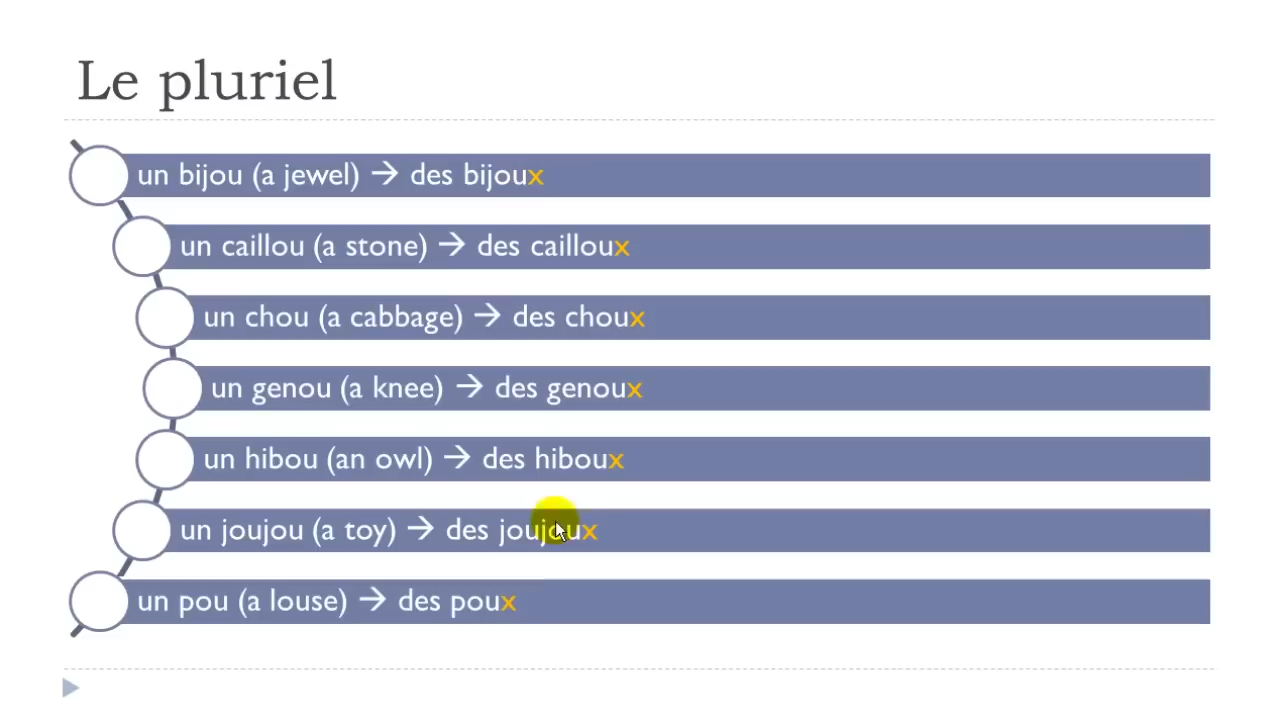 Le pluriel
un bijou (a jewel) → des bijoux
un caillou (a stone) → des cailloux
un chou (a cabbage) → des choux
un genou (a knee) → des genoux
un hibou (an owl) → des hiboux
un joujou (a toy) → des joujoux
un pou (a louse) → des poux